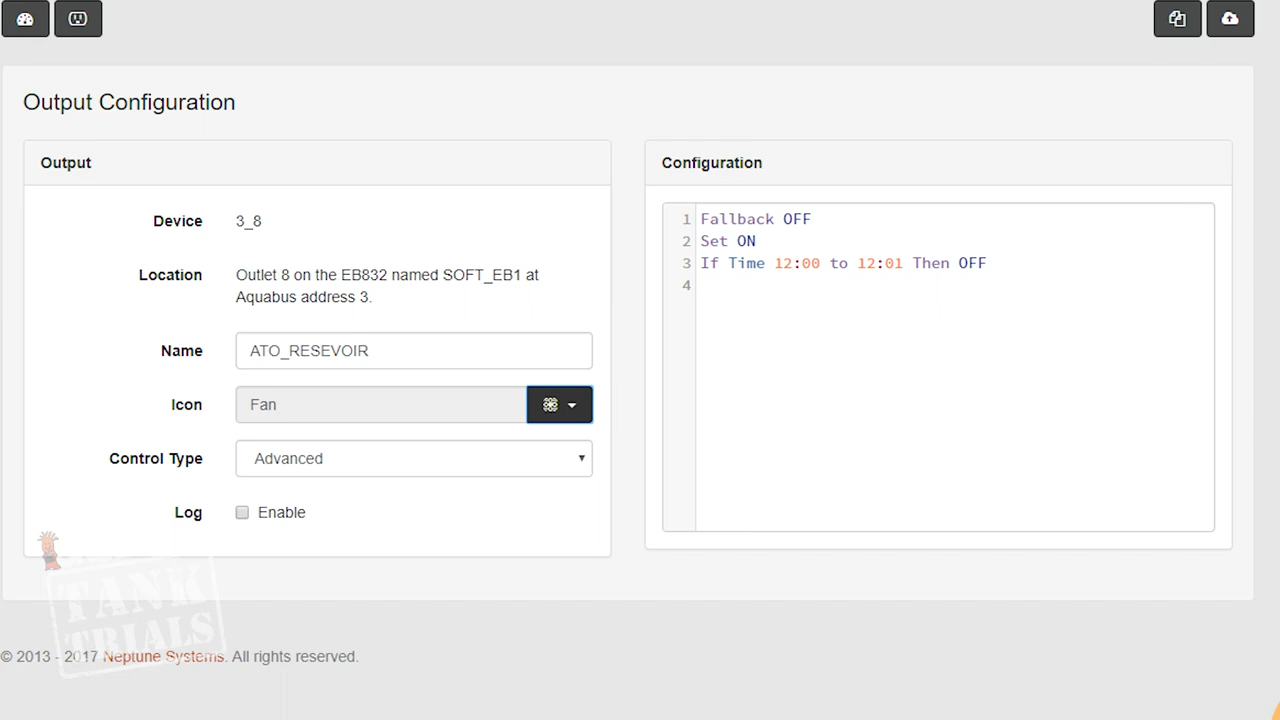 Output Configuration
Output
Device 3_8
Location Outlet 8 on the EB832 named SOFT_EB1 at
Aquabus address 3.
Name ATO_RESEVOIR
Icon Fan
Control Type Advanced
Log Enable
Configuration
1 Fallback OFF
2 Set ON
3 If Time 12:00 to 12:01 Then OFF
4
TANK
TRIALS
© 2013 - 2017 Neptune Systems. All rights reserved.